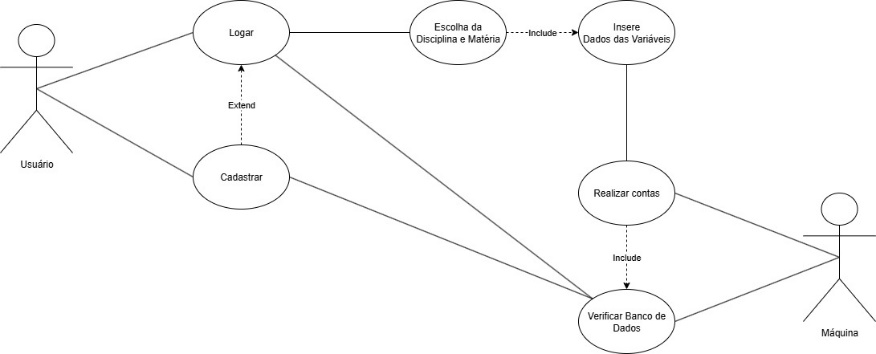 Logar
Escolha da
Disciplina e Matéria
Include
Insere
Dados das Variáveis
Extend
Usuário
Cadastrar
Realizar contas
Include
Verificar Banco de
Dados
Máquina